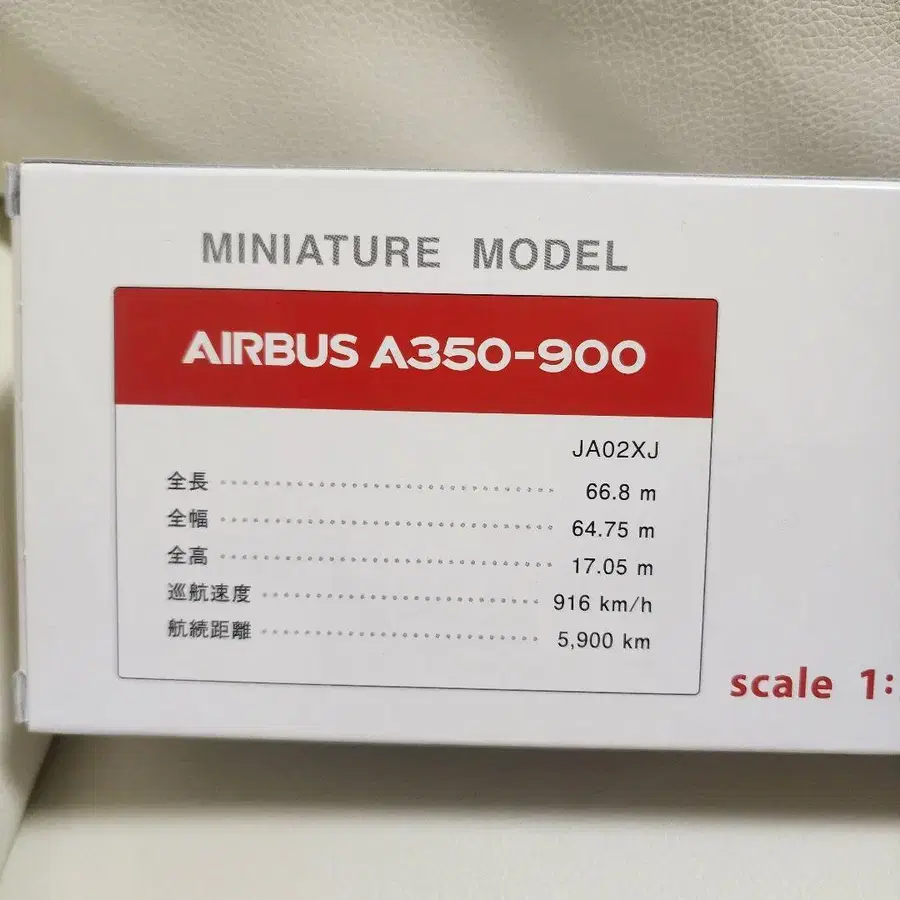 MINIATURE MODEL
AIRBUS A350-900
JA02XJ
全長 66.8 m
全幅 64.75 m
全高 17.05 m
巡航速度 916 km/h
航続距離 5,900 km
scale 1: